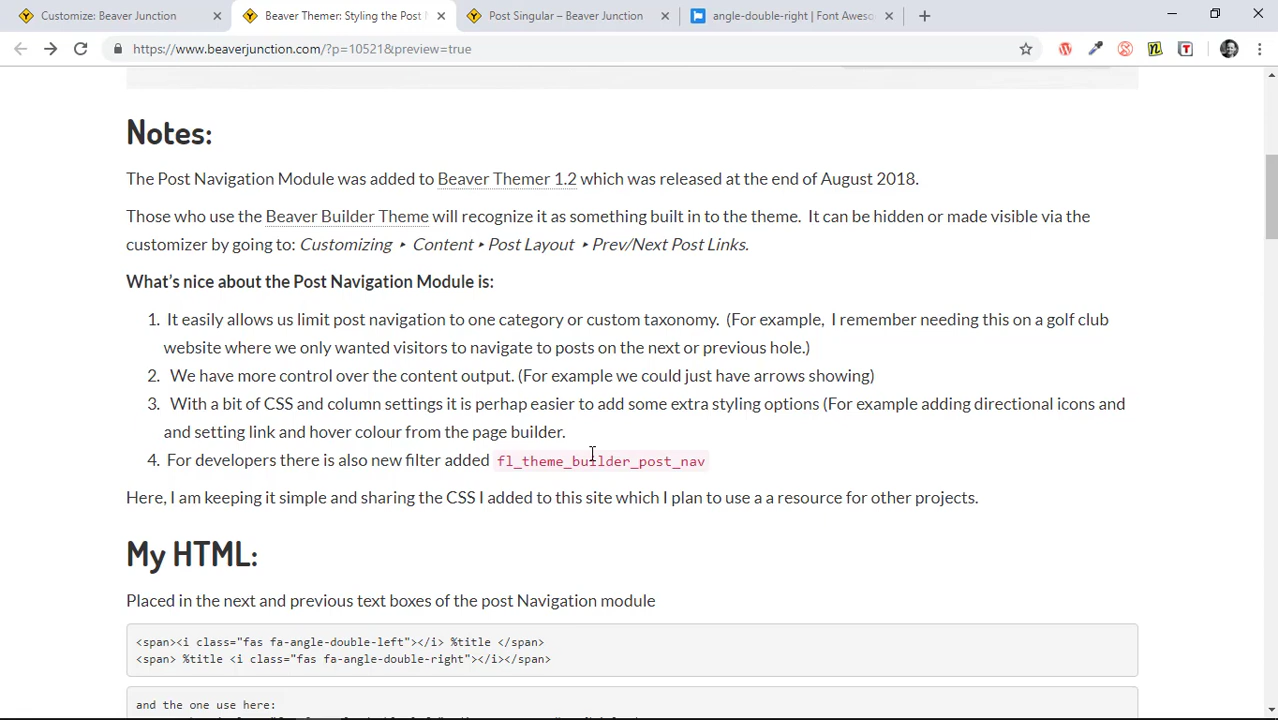 Customize: Beaver Junction
Beaver Themer: Styling the Post
Post Singular – Beaver Junction
angle-double-right | Font Aweso
https://www.beaverjunction.com/?p=10521&preview=true
Notes:
The Post Navigation Module was added to Beaver Themer 1.2 which was released at the end of August 2018.
Those who use the Beaver Builder Theme will recognize it as something built in to the theme. It can be hidden or made visible via the
customizer by going to: Customizing ‣ Content ‣ Post Layout ‣ Prev/Next Post Links.
What's nice about the Post Navigation Module is:
1. It easily allows us limit post navigation to one category or custom taxonomy. (For example, I remember needing this on a golf club
website where we only wanted visitors to navigate to posts on the next or previous hole.)
2. We have more control over the content output. (For example we could just have arrows showing)
3. With a bit of CSS and column settings it is perhap easier to add some extra styling options (For example adding directional icons and
and setting link and hover colour from the page builder.
4. For developers there is also new filter added fl_theme_builder_post_nav
Here, I am keeping it simple and sharing the CSS I added to this site which I plan to use a a resource for other projects.
My HTML:
Placed in the next and previous text boxes of the post Navigation module
<span><i class="fas fa-angle-double-left"></i> %title </span>
<span> %title <i class="fas fa-angle-double-right"></i></span>
and the one use here: